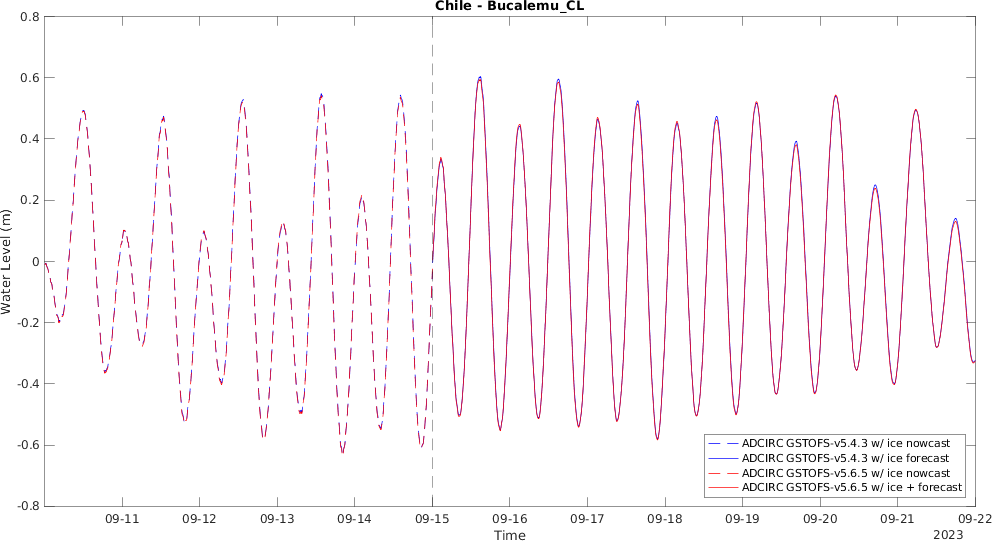 Chile - Bucalemu_CL
Water Level (m)
0.8
0.6
0.4
0.2
0
-0.2
-0.4
-0.6
-0.8
ADCIRC GSTOFS-v5.4.3 w/ ice nowcast
ADCIRC GSTOFS-v5.4.3 w/ ice forecast
ADCIRC GSTOFS-v5.6.5 w/ ice nowcast
ADCIRC GSTOFS-v5.6.5 w/ ice + forecast
09-11 09-12 09-13 09-14 09-15 09-16 09-17 09-18 09-19 09-20 09-21 09-22
Time
2023